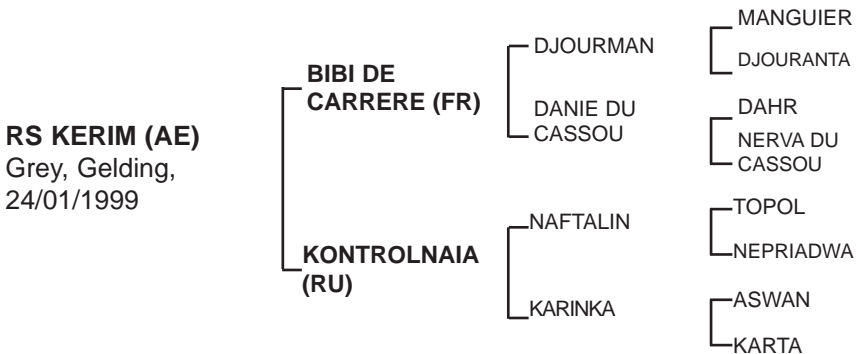 RS KERIM (AE)
Grey, Gelding,
24/01/1999
BIBI DE
CARRERE (FR)
KONTROLNAIA
(RU)
DJOURMAN
DANIE DU
CASSOU
NAFTALIN
KARINKA
MANGUIER
DJOURANTA
DAHR
NERVA DU
CASSOU
TOPOL
NEPRIADWA
ASWAN
KARTA